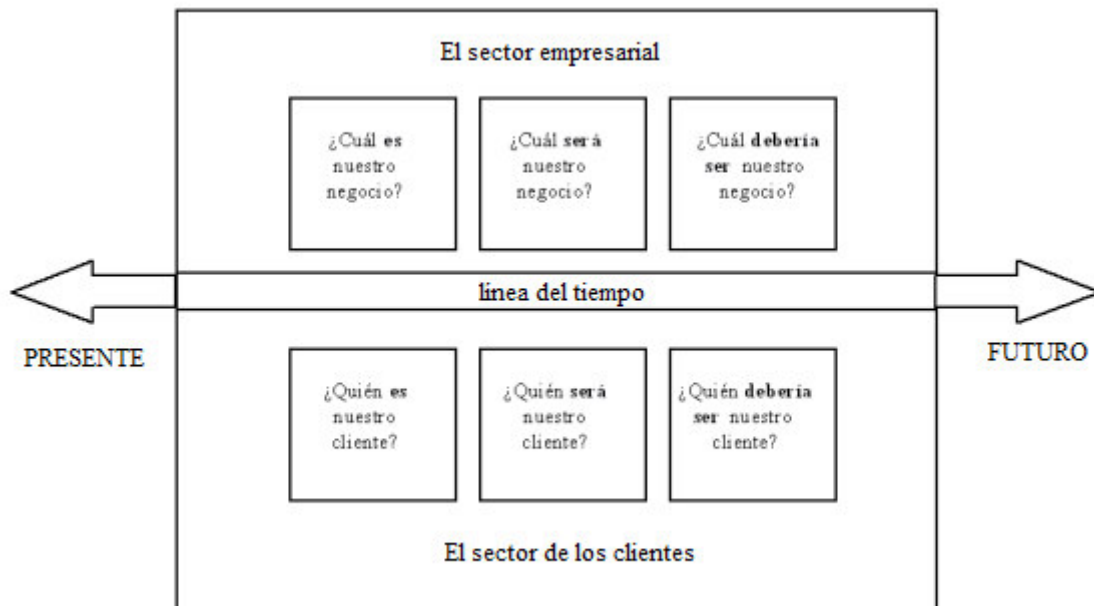 El sector empresarial
¿Cuál es
nuestro
negocio?
¿Cuál será
nuestro
negocio?
¿Cuál debería
ser nuestro
negocio?
linea del tiempo
PRESENTE
FUTURO
¿Quién es
nuestro
cliente?
¿Quién será
nuestro
cliente?
¿Quién debería
ser nuestro
cliente?
El sector de los clientes